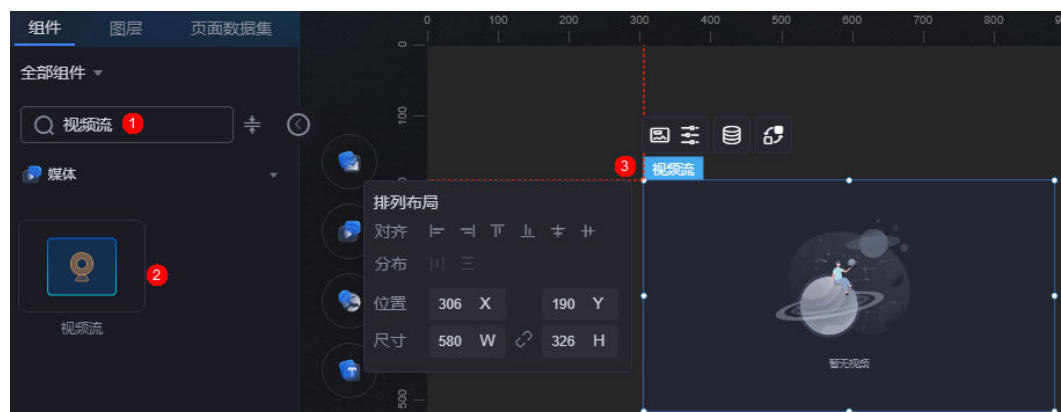 组件 图层 页面数据集
全部组件
视频流 1
媒体
2
视频流
0 100 200 300 400 500 600 700 800 9
0
100
500
3 视频流
排列布局
对齐
分布
位置 306 X 190 Y
尺寸 580 W 326 H
暂无视频